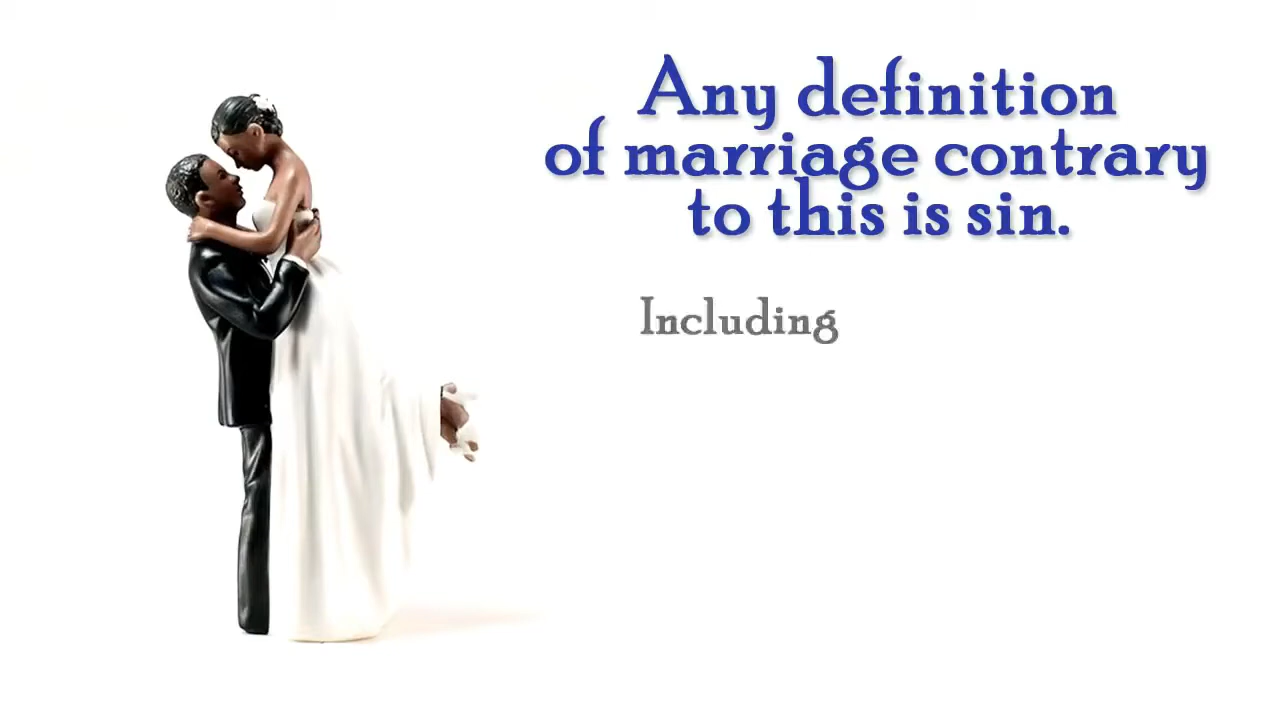 Any definition
of marriage contrary
to this is sin.
Including